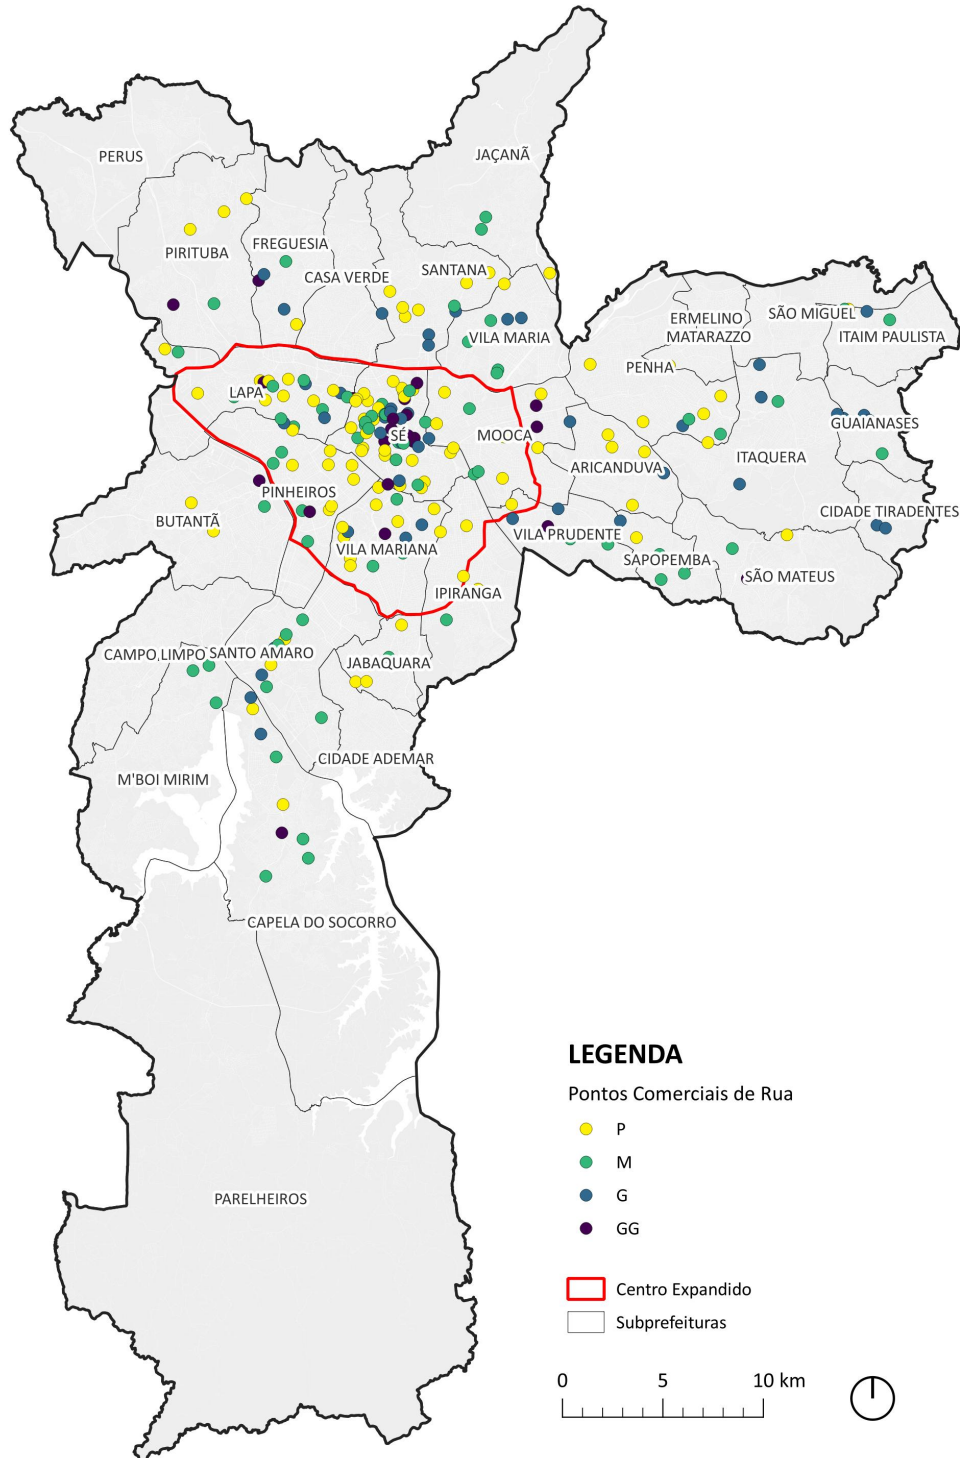 PERUS
JAÇANÃ
PIRITUBA
FREGUESIA
CASA VERDE
SANTANA
VILA MARIA
ERMELINO
MATARAZZO
SÃO MIGUEL
ITAIM PAULISTA
PENHA
LAPA
SÉ
MOOCA
GUAIANASES
ARICANDUVA
ITAQUERA
PINHEIROS
BUTANTÃ
CIDADE TIRADENTES
VILA PRUDENTE
VILA MARIANA
SAPOPEMBA
SÃO MATEUS
IPIRANGA
CAMPO LIMPO
SANTO AMARO
JABAQUARA
CIDADE ADEMAR
M'BOI MIRIM
CAPELA DO SOCORRO
PARELHEIROS
LEGENDA
Pontos Comerciais de Rua
P
M
G
GG
Centro Expandido
Subprefeituras
0 5 10 km